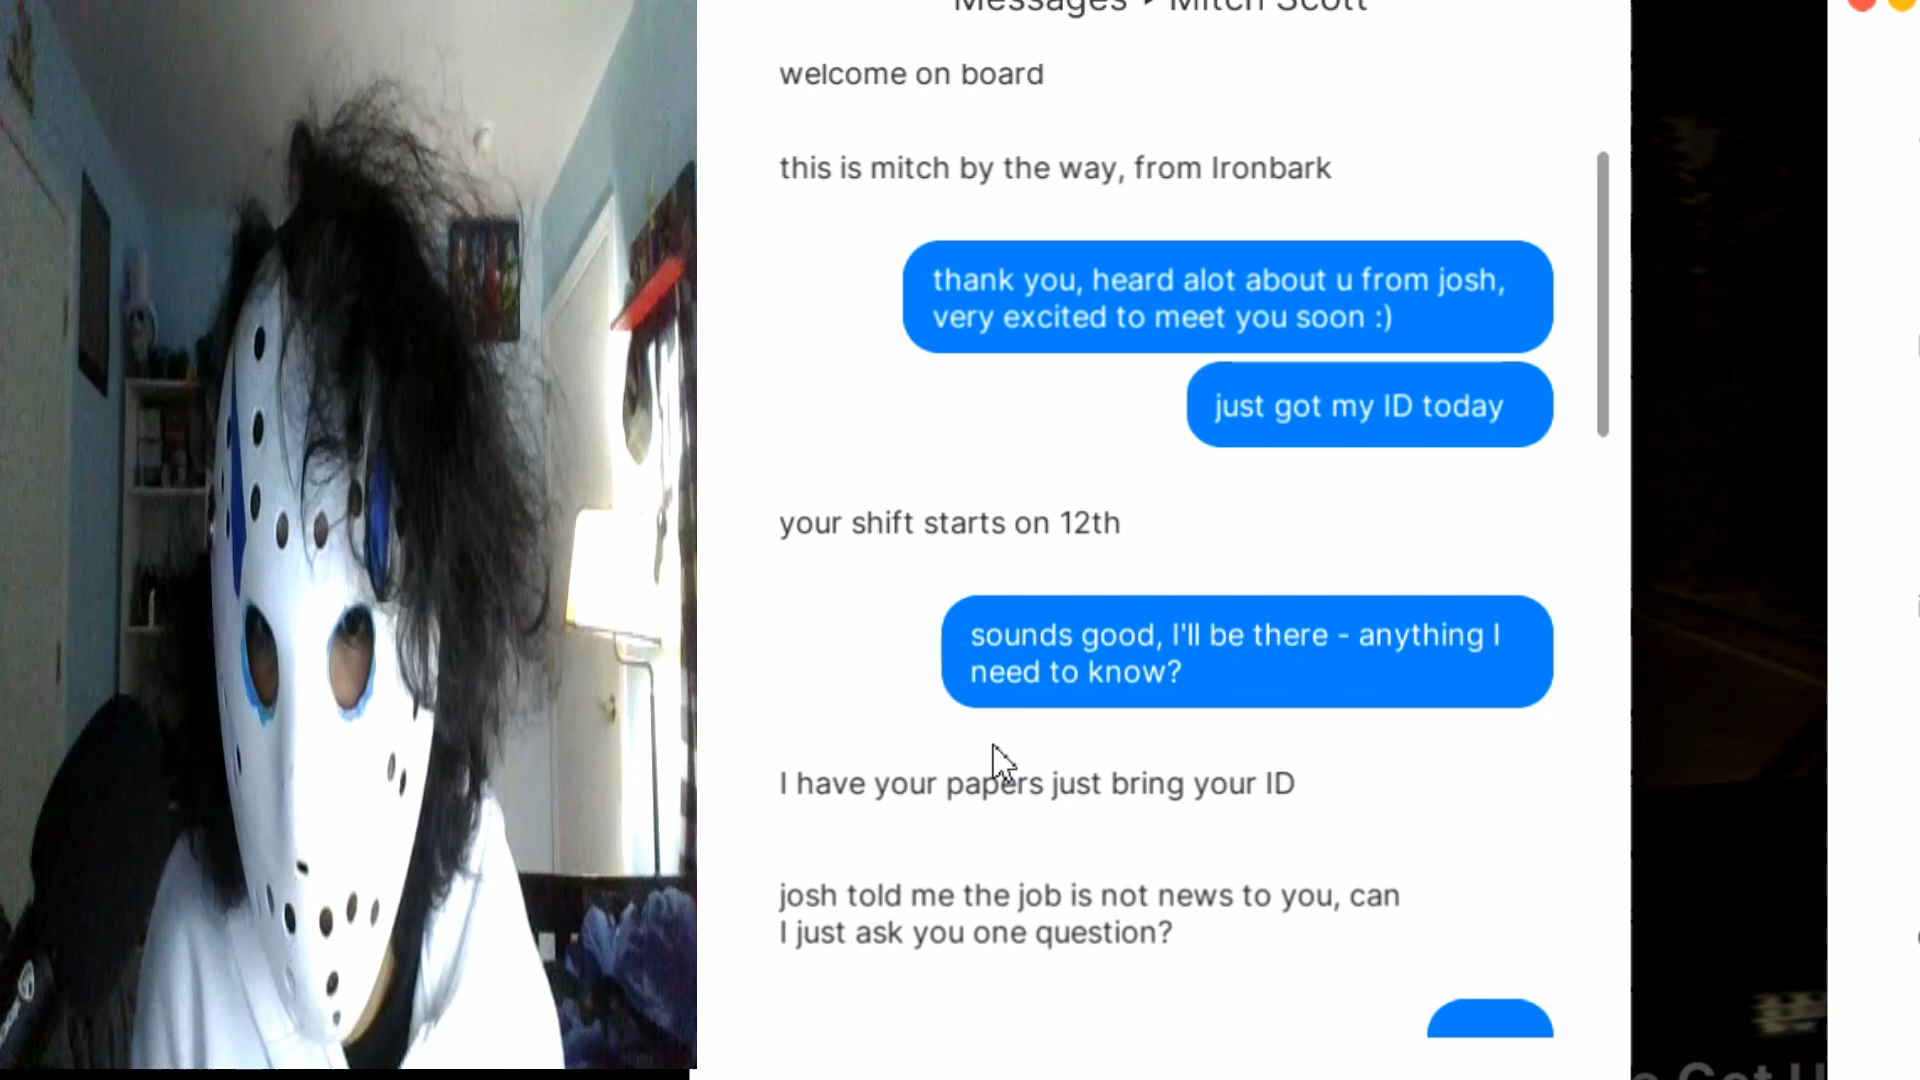 Messages ▸ Mitch Scott
welcome on board
this is mitch by the way, from Ironbark
thank you, heard alot about u from josh,
very excited to meet you soon :)
just got my ID today
your shift starts on 12th
sounds good, I'll be there - anything I
need to know?
I have your papers just bring your ID
josh told me the job is not news to you, can
I just ask you one question?